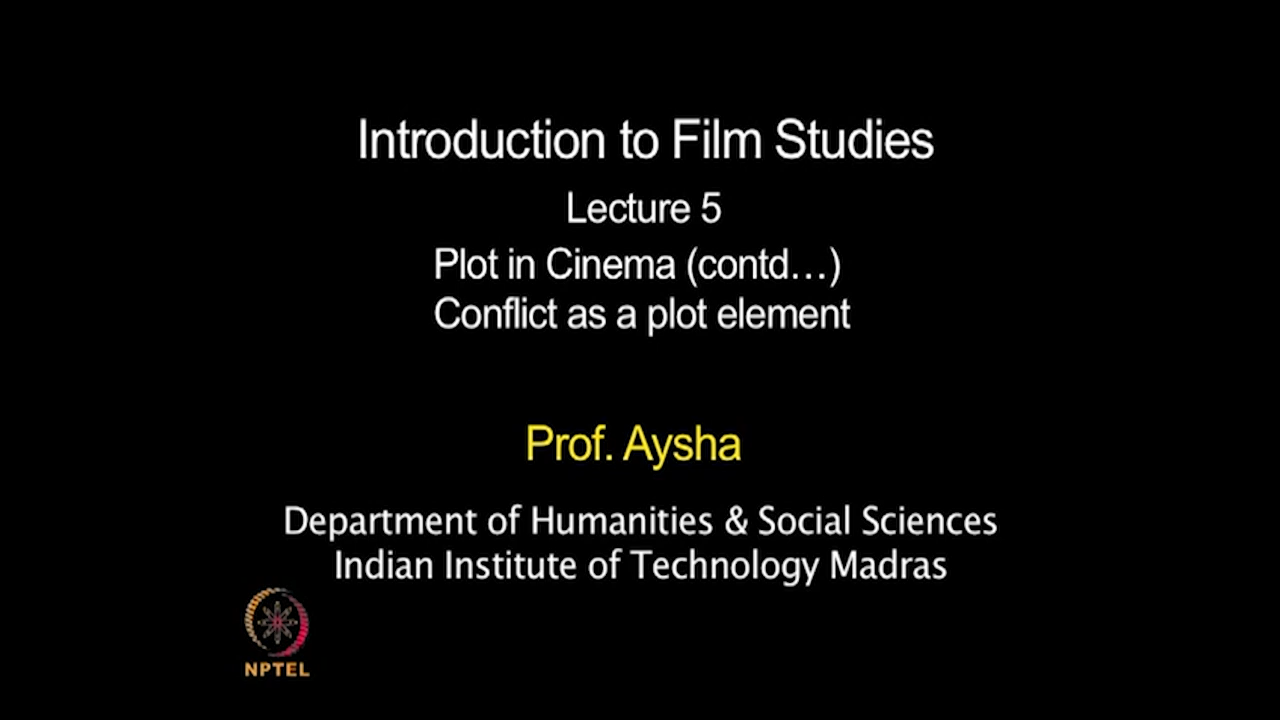 Introduction to Film Studies
Lecture 5
Plot in Cinema (contd...)
Conflict as a plot element
Prof. Aysha
Department of Humanities & Social Sciences
Indian Institute of Technology Madras
NPTEL